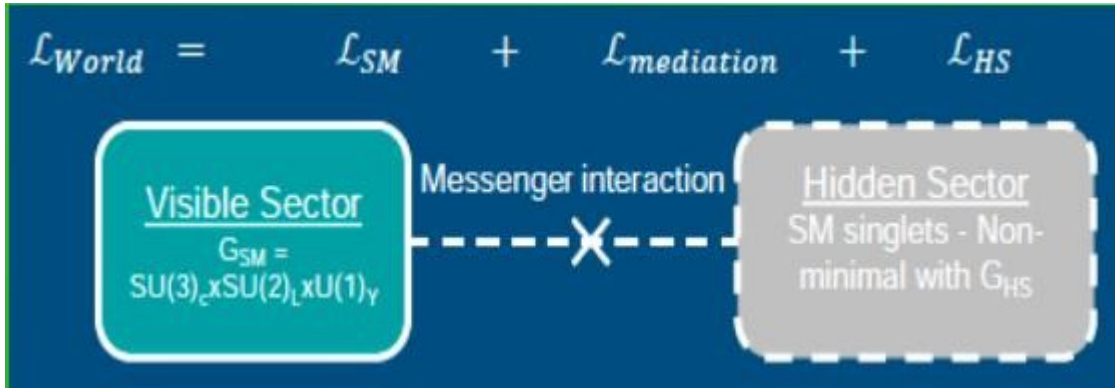 ℒ_World = ℒ_SM + ℒ_mediation + ℒ_HS
Visible Sector
G_SM =
SU(3)_c x SU(2)_L x U(1)_Y
Messenger interaction
Hidden Sector
SM singlets - Non-
minimal with G_HS